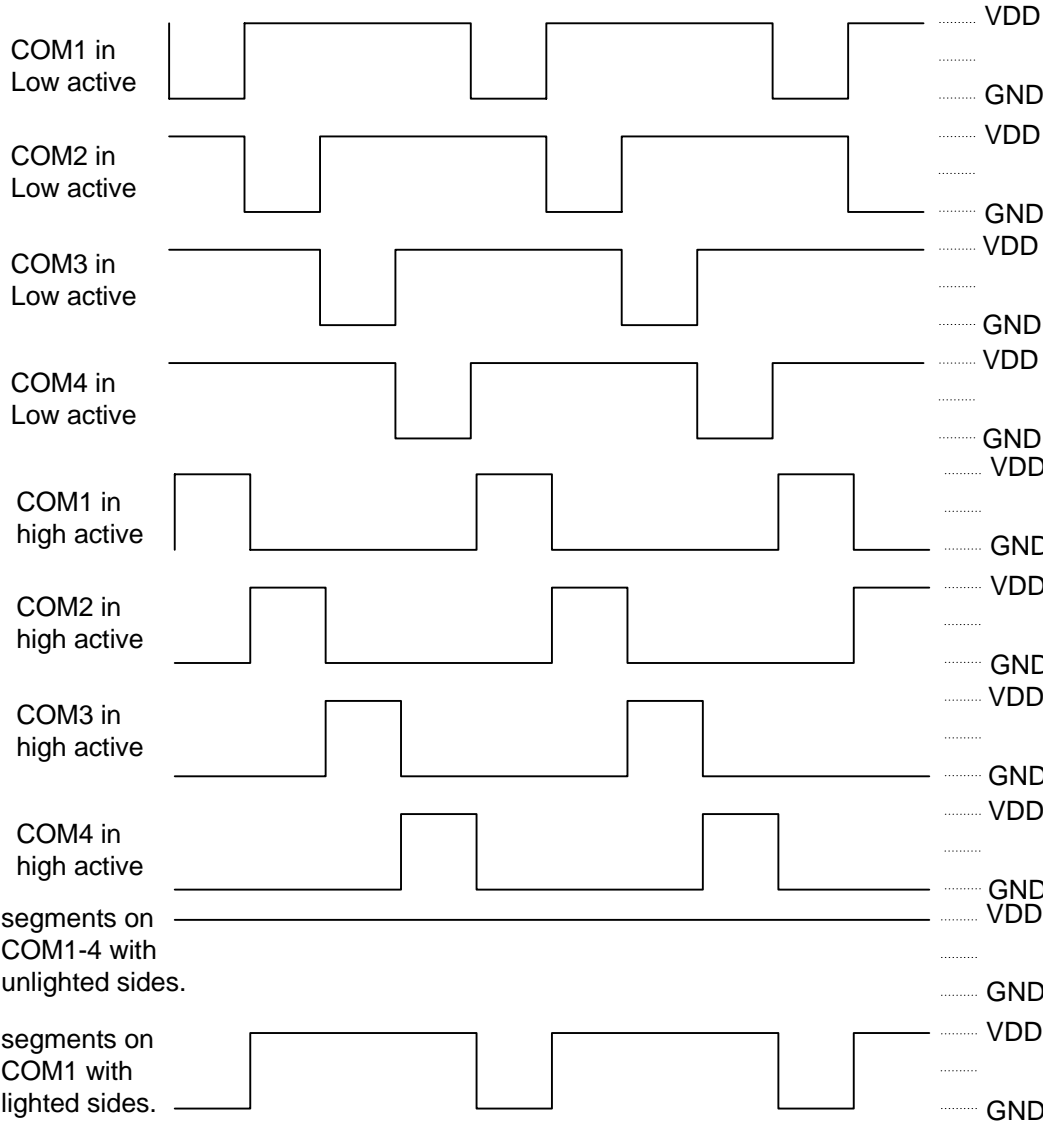 VDD
COM1 in
Low active
GND
VDD
COM2 in
Low active
GND
VDD
COM3 in
Low active
GND
VDD
COM4 in
Low active
GND
VDD
COM1 in
high active
GND
VDD
COM2 in
high active
GND
VDD
COM3 in
high active
GND
VDD
COM4 in
high active
GND
VDD
segments on
COM1-4 with
unlighted sides.
GND
VDD
segments on
COM1 with
lighted sides.
GND